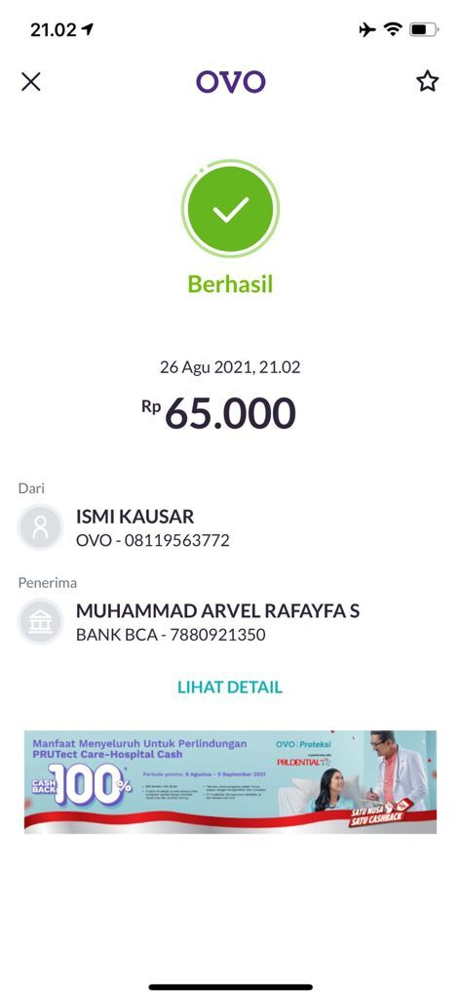 21.02
OVO
Berhasil
26 Agu 2021, 21.02
Rp 65.000
Dari
ISMI KAUSAR
OVO - 08119563772
Penerima
MUHAMMAD ARVEL RAFAYFA S
BANK BCA - 7880921350
LIHAT DETAIL
Manfaat Menyeluruh Untuk Perlindungan
PRUTect Care-Hospital Cash
OVO | Proteksi
PRUDENTIAL
Periode promo: 9 Agustus - 5 September 2021
CASH
BACK 100%
SATU NUSA
SATU CASHBACK